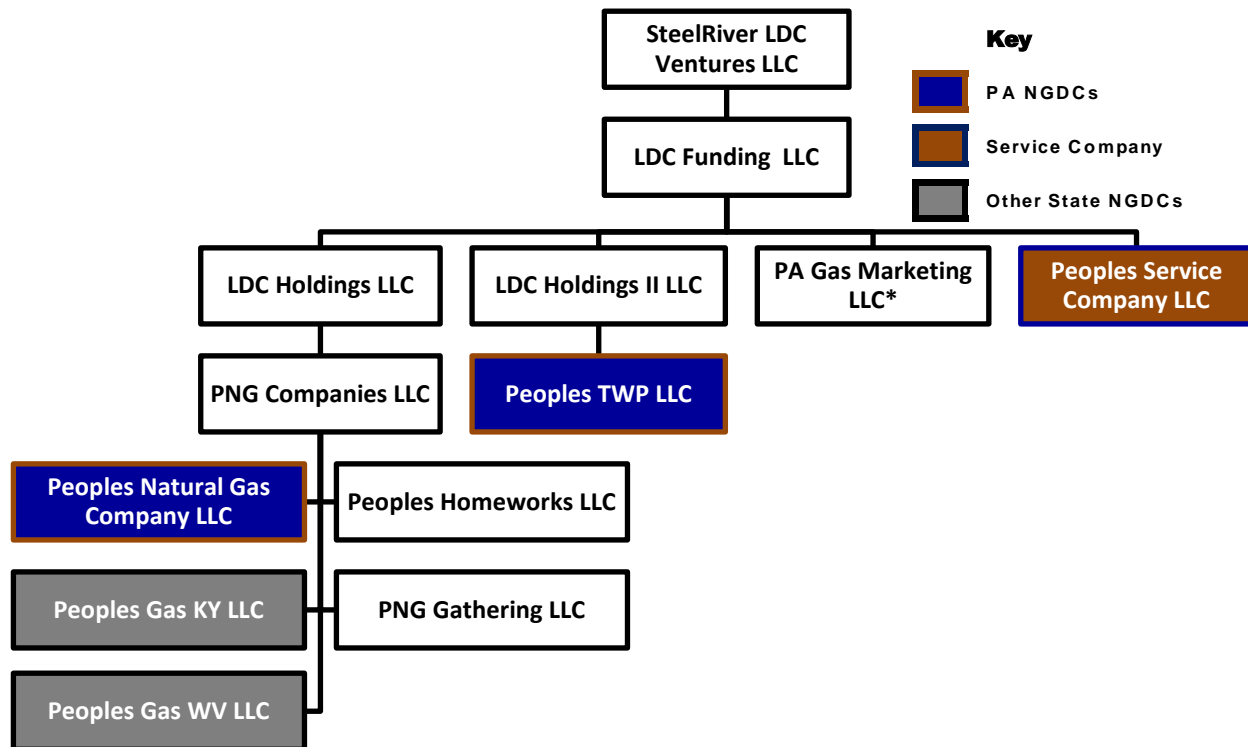 SteelRiver LDC
Ventures LLC
Key
PA NGDCs
LDC Funding LLC
Service Company
Other State NGDCs
LDC Holdings LLC
LDC Holdings II LLC
PA Gas Marketing
LLC*
Peoples Service
Company LLC
PNG Companies LLC
Peoples TWP LLC
Peoples Natural Gas
Company LLC
Peoples Homeworks LLC
Peoples Gas KY LLC
PNG Gathering LLC
Peoples Gas WV LLC